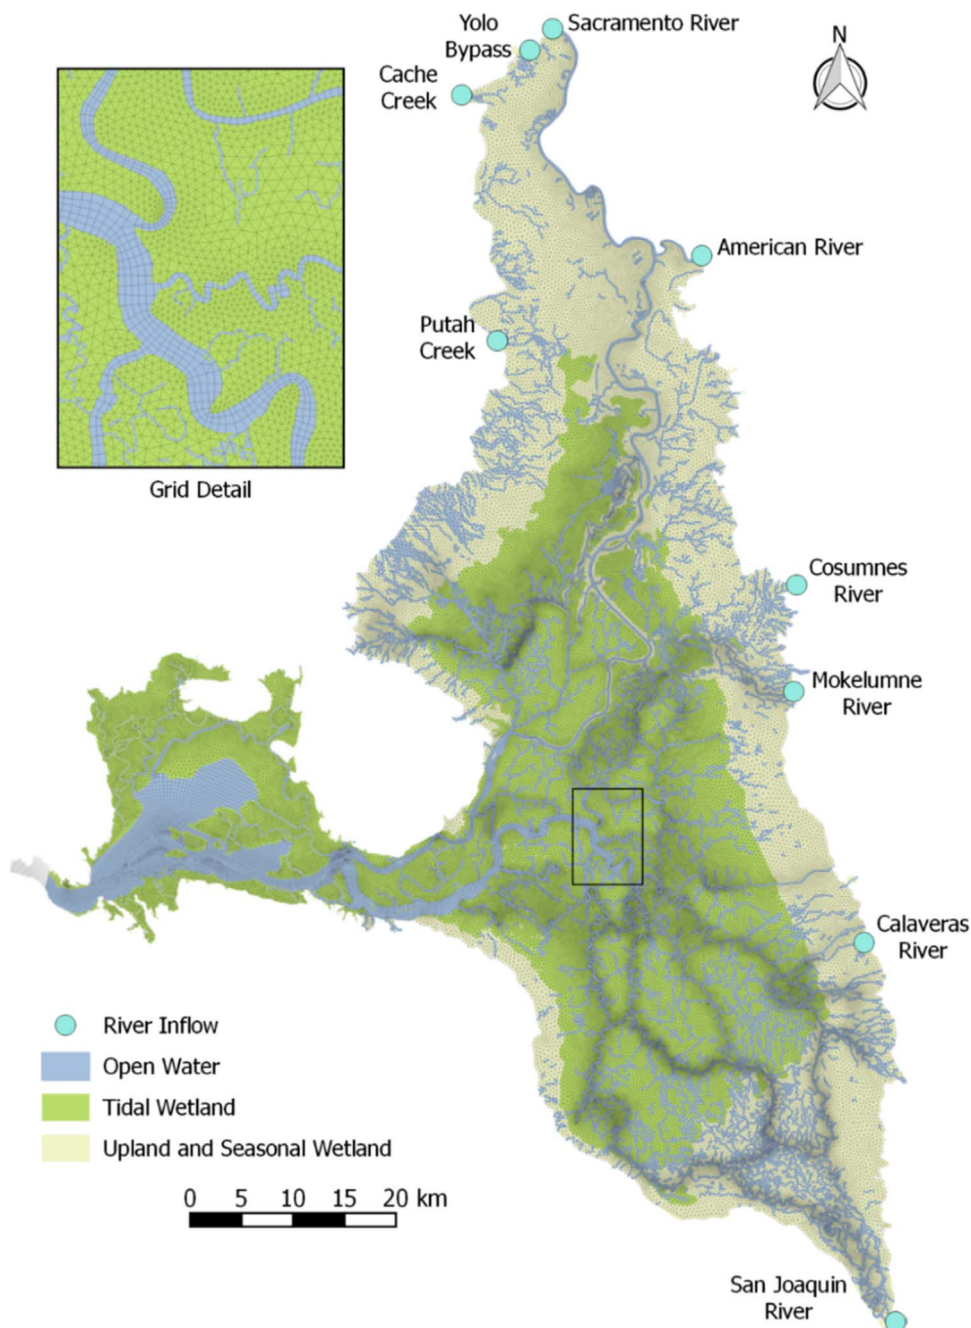 Sacramento River
Yolo
Bypass
Cache
Creek
N
American River
Putah
Creek
Grid Detail
Cosumnes
River
Mokelumne
River
Calaveras
River
River Inflow
Open Water
Tidal Wetland
Upland and Seasonal Wetland
0 5 10 15 20 km
San Joaquin
River